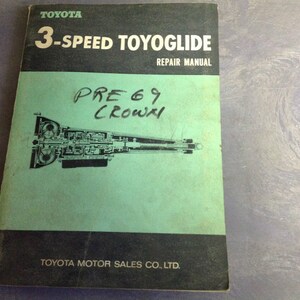 TOYOTA
3-SPEED TOYOGLIDE
REPAIR MANUAL
PRE 69
CROWN
TOYOTA MOTOR SALES CO., LTD.